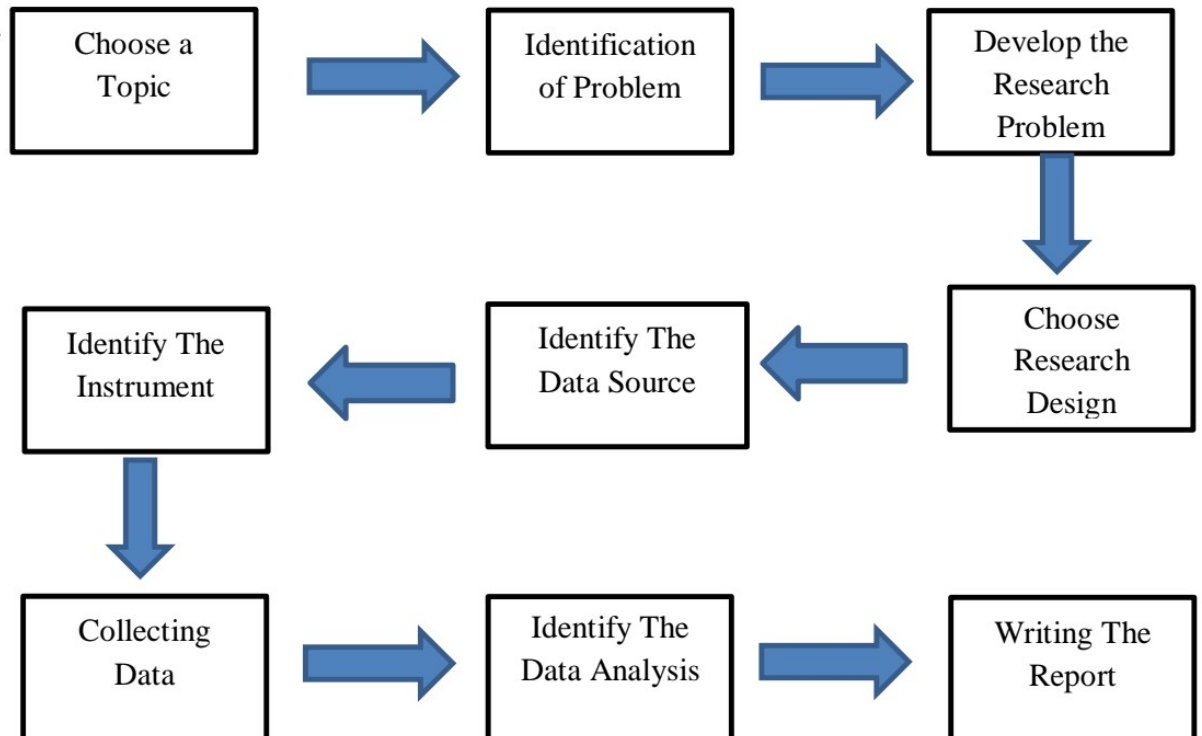 Choose a
Topic
Identification
of Problem
Develop the
Research
Problem
Choose
Research
Design
Identify The
Data Source
Identify The
Instrument
Collecting
Data
Identify The
Data Analysis
Writing The
Report